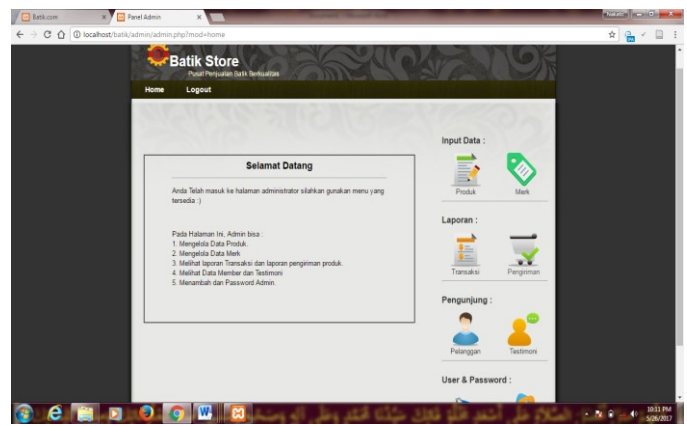 Batik.com
Panel Admin
localhost/batik/admin/admin.php?mod=home
Batik Store
Pusat Penjualan Batik Berkualitas
Home Logout
Selamat Datang
Anda Telah masuk ke halaman administrator silahkan gunakan menu yang
tersedia :)
Pada Halaman Ini, Admin bisa :
1. Mengelola Data Produk.
2. Mengelola Data Merk
3. Melihat laporan Transaksi dan laporan pengiriman produk.
4. Melihat Data Member dan Testimoni
5. Menambah dan Password Admin.
Input Data :
Produk Merk
Laporan :
Transaksi Pengiriman
Pengunjung :
Pelanggan Testimoni
User & Password :
10:11 PM
5/26/2017